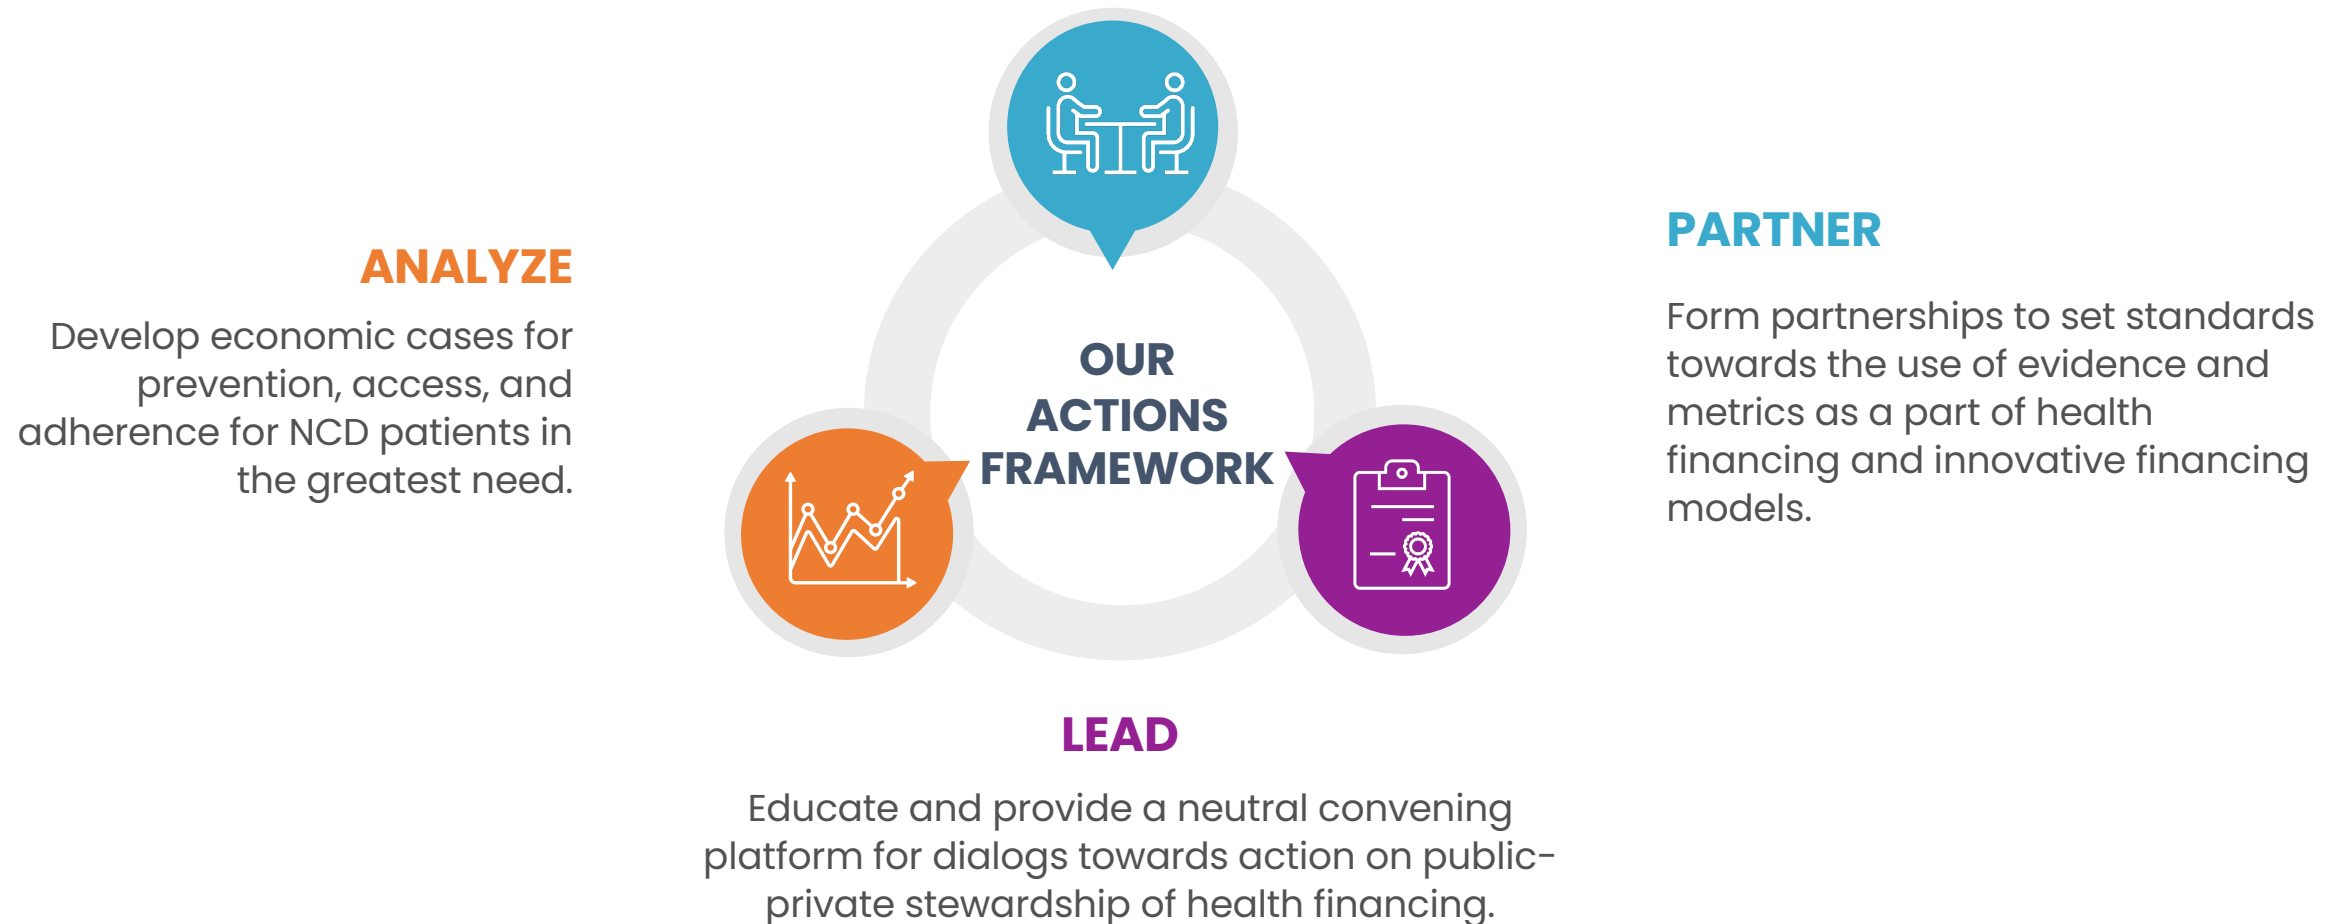 ANALYZE
Develop economic cases for
prevention, access, and
adherence for NCD patients in
the greatest need.
OUR
ACTIONS
FRAMEWORK
PARTNER
Form partnerships to set standards
towards the use of evidence and
metrics as a part of health
financing and innovative financing
models.
LEAD
Educate and provide a neutral convening
platform for dialogs towards action on public-
private stewardship of health financing.